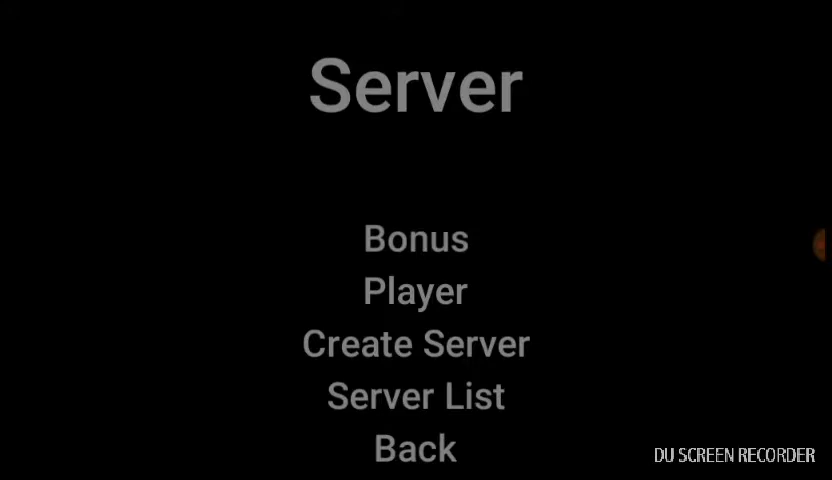 Server
Bonus
Player
Create Server
Server List
Back
DU SCREEN RECORDER